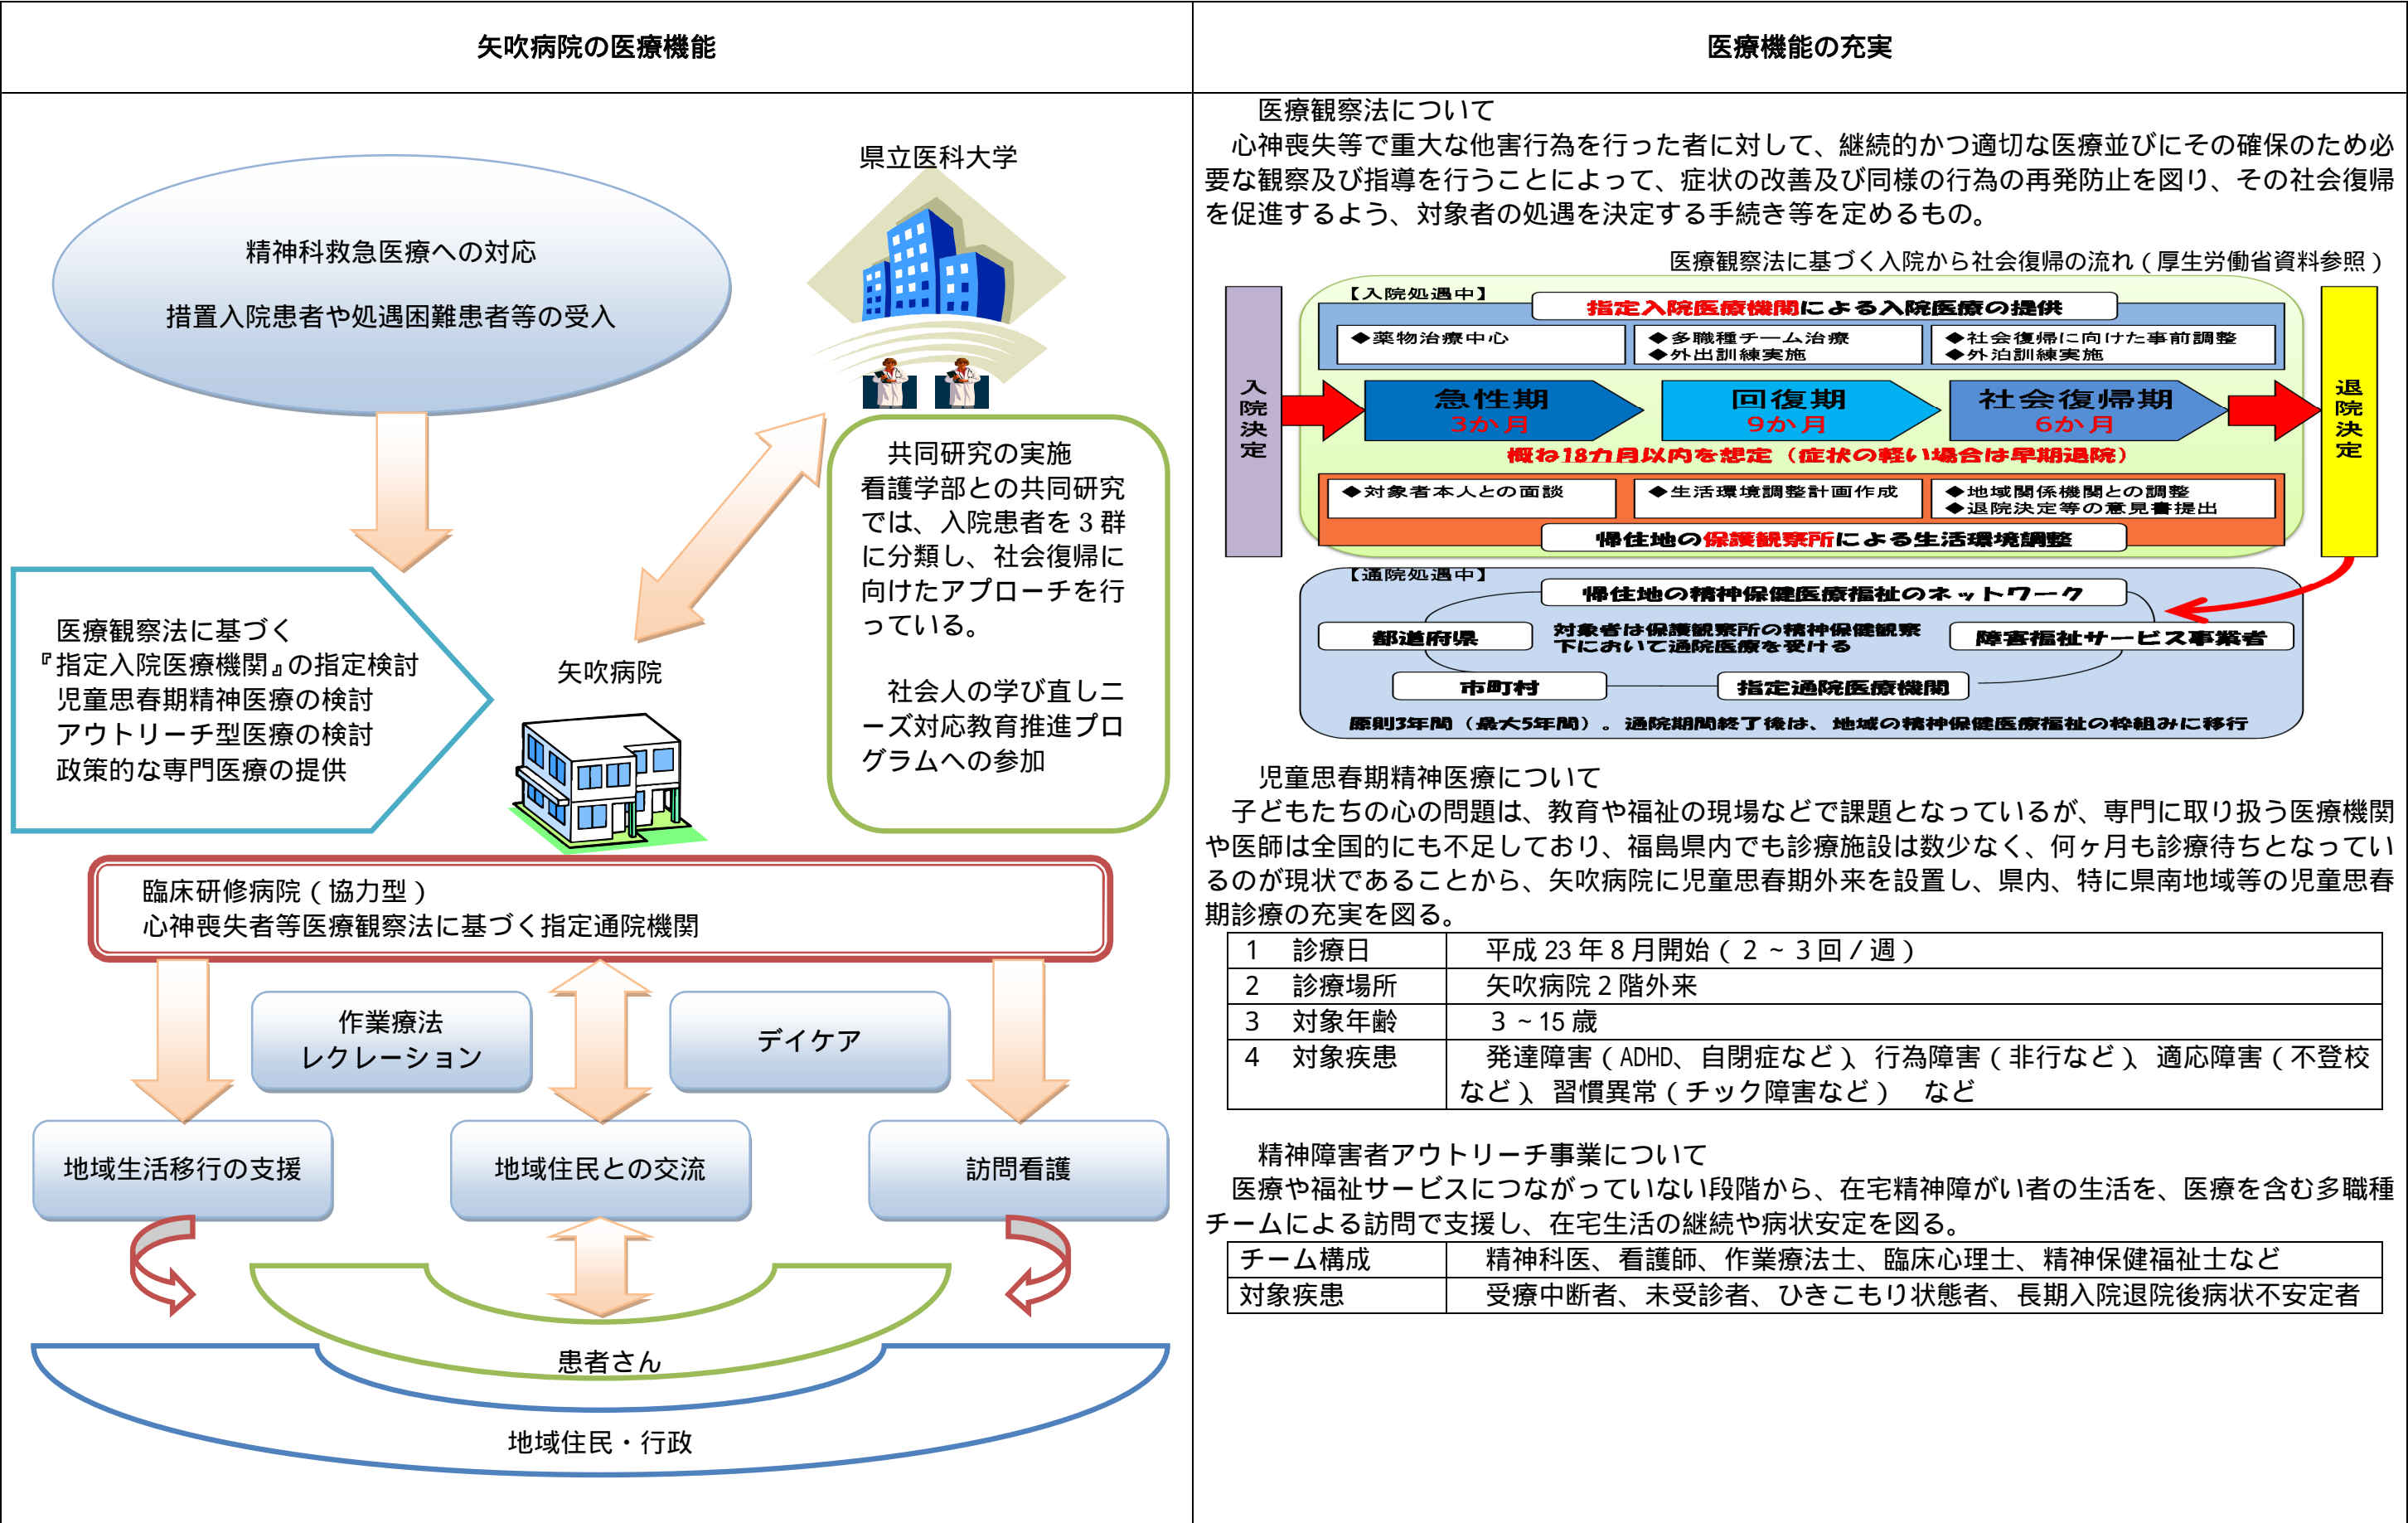 矢吹病院の医療機能
精神科救急医療への対応
措置入院患者や処遇困難患者等の受入
県立医科大学
共同研究の実施
看護学部との共同研究
では、入院患者を3群
に分類し、社会復帰に
向けたアプローチを行
っている。
社会人の学び直しニ
ーズ対応教育推進プロ
グラムへの参加
医療観察法に基づく
『指定入院医療機関』の指定検討
児童思春期精神医療の検討
アウトリーチ型医療の検討
政策的な専門医療の提供
矢吹病院
臨床研修病院(協力型)
心神喪失者等医療観察法に基づく指定通院機関
作業療法
レクレーション
デイケア
地域生活移行の支援
地域住民との交流
訪問看護
患者さん
地域住民・行政
医療機能の充実
医療観察法について
心神喪失等で重大な他害行為を行った者に対して、継続的かつ適切な医療並びにその確保のため必
要な観察及び指導を行うことによって、症状の改善及び同様の行為の再発防止を図り、その社会復帰
を促進するよう、対象者の処遇を決定する手続き等を定めるもの。
医療観察法に基づく入院から社会復帰の流れ(厚生労働省資料参照)
入院決定
【入院処遇中】
指定入院医療機関による入院医療の提供
◆薬物治療中心
◆多職種チーム治療
◆外出訓練実施
◆社会復帰に向けた事前調整
◆外泊訓練実施
急性期
3か月
回復期
9か月
社会復帰期
6か月
概ね18カ月以内を想定(症状の軽い場合は早期退院)
◆対象者本人との面談
◆生活環境調整計画作成
◆地域関係機関との調整
◆退院決定等の意見書提出
帰住地の保護観察所による生活環境調整
退院決定
【通院処遇中】
帰住地の精神保健医療福祉のネットワーク
都道府県
対象者は保護観察所の精神保健観察
下において通院医療を受ける
障害福祉サービス事業者
市町村
指定通院医療機関
原則3年間(最大5年間)。通院期間終了後は、地域の精神保健医療福祉の枠組みに移行
児童思春期精神医療について
子どもたちの心の問題は、教育や福祉の現場などで課題となっているが、専門に取り扱う医療機関
や医師は全国的にも不足しており、福島県内でも診療施設は数少なく、何ヶ月も診療待ちとなってい
るのが現状であることから、矢吹病院に児童思春期外来を設置し、県内、特に県南地域等の児童思春
期診療の充実を図る。
1 診療日 平成23年8月開始(2~3回/週)
2 診療場所 矢吹病院2階外来
3 対象年齢 3~15歳
4 対象疾患 発達障害(ADHD、自閉症など)、行為障害(非行など)、適応障害(不登校
など)、習慣異常(チック障害など) など
精神障害者アウトリーチ事業について
医療や福祉サービスにつながっていない段階から、在宅精神障がい者の生活を、医療を含む多職種
チームによる訪問で支援し、在宅生活の継続や病状安定を図る。
チーム構成 精神科医、看護師、作業療法士、臨床心理士、精神保健福祉士など
対象疾患 受療中断者、未受診者、ひきこもり状態者、長期入院退院後病状不安定者